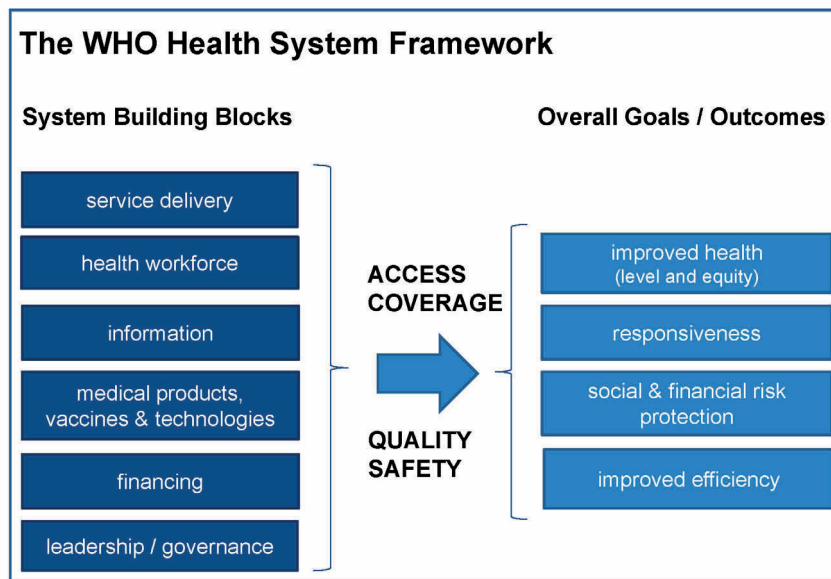 The WHO Health System Framework
System Building Blocks
Overall Goals / Outcomes
service delivery
health workforce
information
medical products,
vaccines & technologies
financing
leadership / governance
ACCESS
COVERAGE
QUALITY
SAFETY
improved health
(level and equity)
responsiveness
social & financial risk
protection
improved efficiency